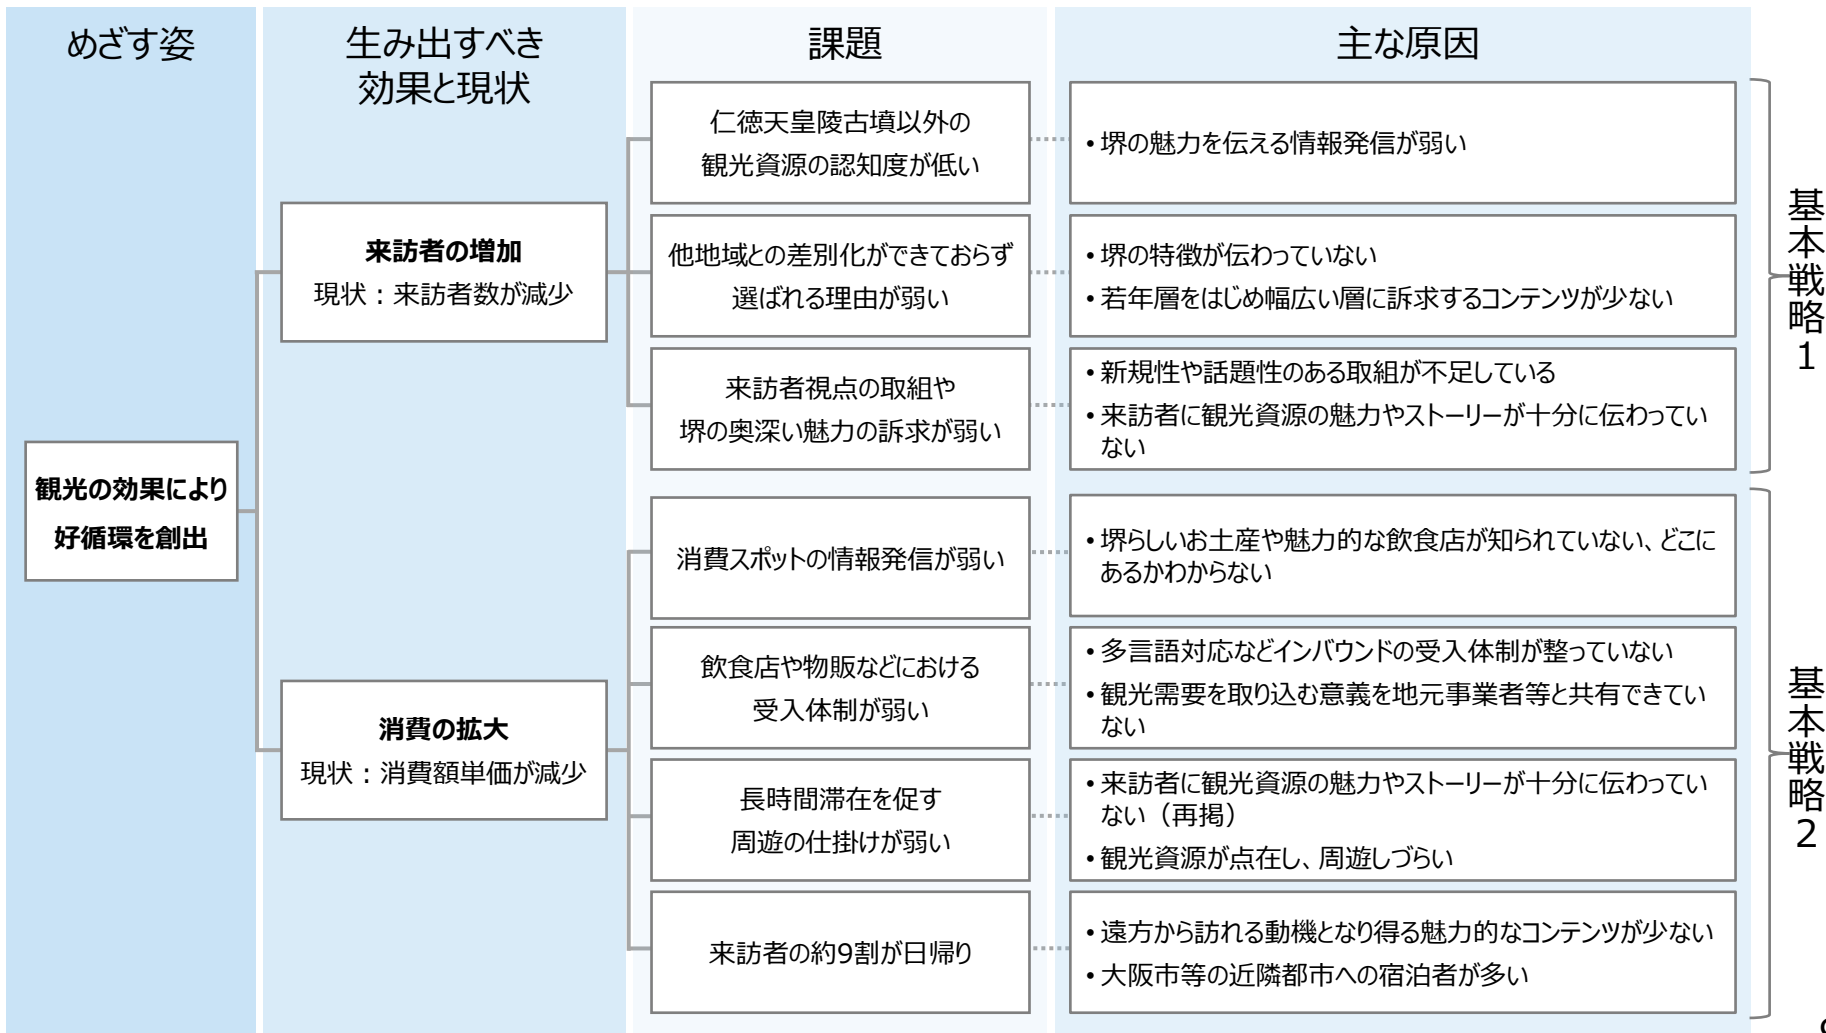 めざす姿
生み出すべき
効果と現状
課題
主な原因
観光の効果により
好循環を創出
来訪者の増加
現状：来訪者数が減少
仁徳天皇陵古墳以外の
観光資源の認知度が低い
• 堺の魅力を伝える情報発信が弱い
他地域との差別化ができておらず
選ばれる理由が弱い
• 堺の特徴が伝わっていない
• 若年層をはじめ幅広い層に訴求するコンテンツが少ない
来訪者視点の取組や
堺の奥深い魅力の訴求が弱い
• 新規性や話題性のある取組が不足している
• 来訪者に観光資源の魅力やストーリーが十分に伝わってい
ない
基本戦略1
消費の拡大
現状：消費額単価が減少
消費スポットの情報発信が弱い
• 堺らしいお土産や魅力的な飲食店が知られていない、どこに
あるかわからない
飲食店や物販などにおける
受入体制が弱い
• 多言語対応などインバウンドの受入体制が整っていない
• 観光需要を取り込む意義を地元事業者等と共有できてい
ない
長時間滞在を促す
周遊の仕掛けが弱い
• 来訪者に観光資源の魅力やストーリーが十分に伝わってい
ない（再掲）
• 観光資源が点在し、周遊しづらい
来訪者の約9割が日帰り
• 遠方から訪れる動機となり得る魅力的なコンテンツが少ない
• 大阪市等の近隣都市への宿泊者が多い
基本戦略2